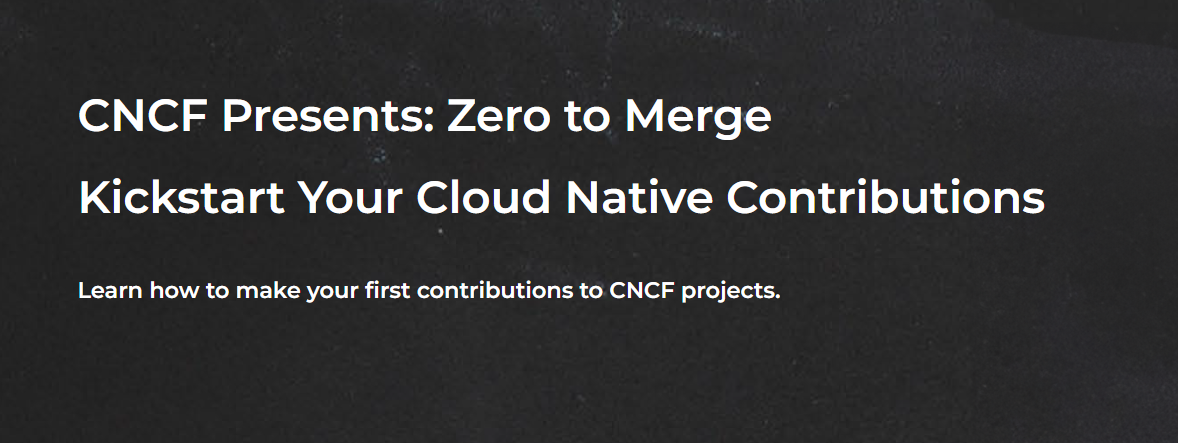 CNCF Presents: Zero to Merge
Kickstart Your Cloud Native Contributions
Learn how to make your first contributions to CNCF projects.